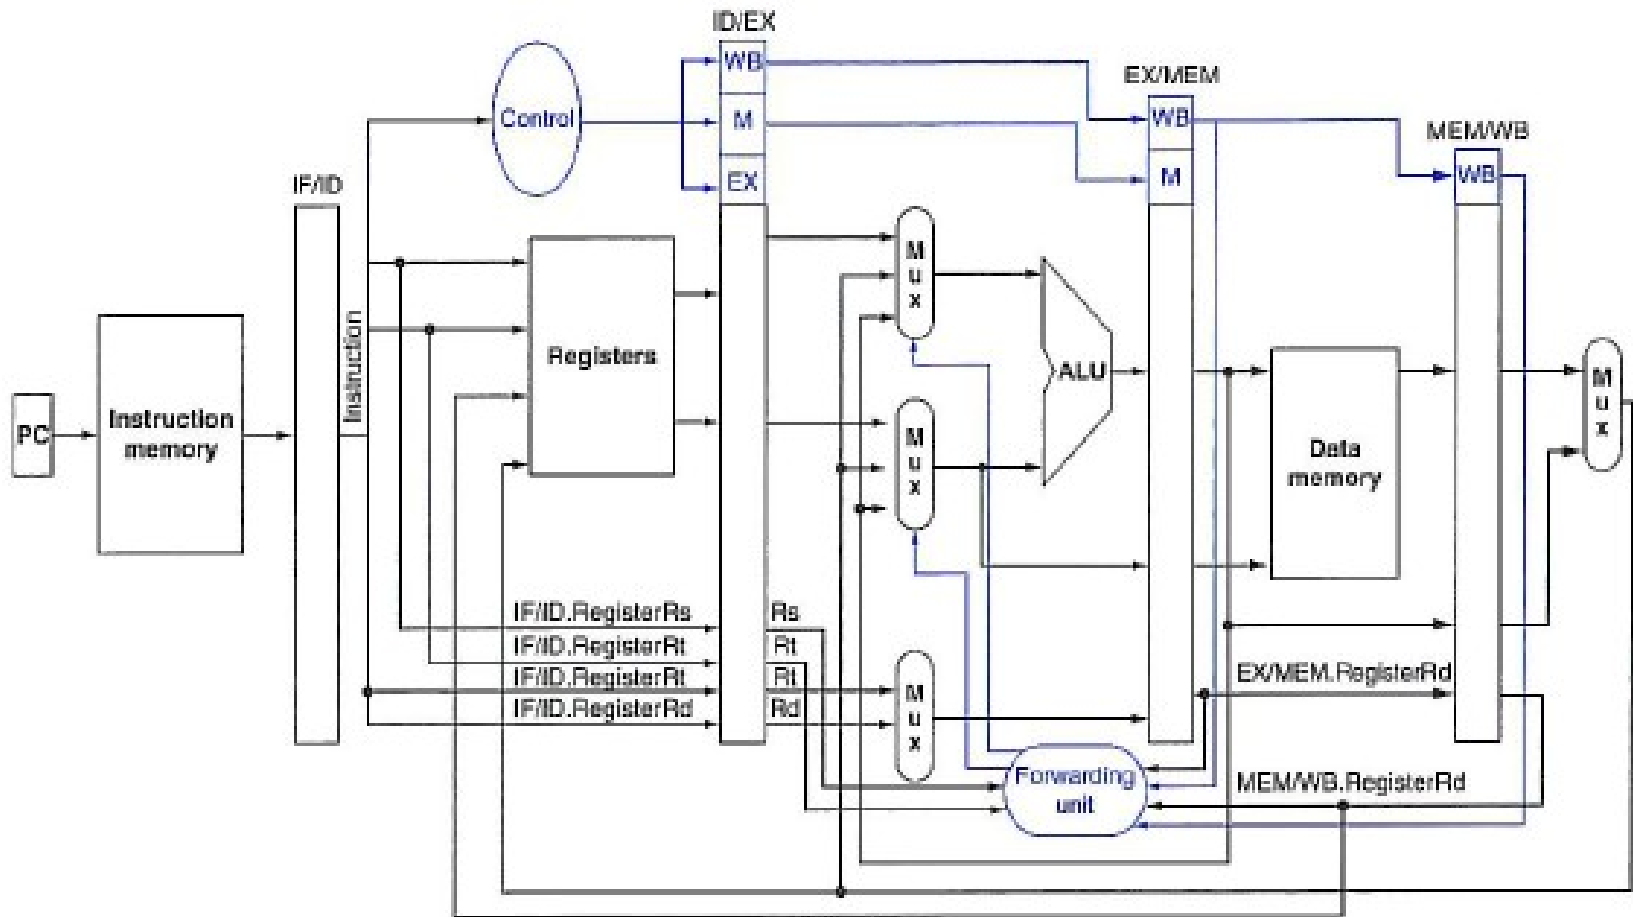 ID/EX
WB
EX/MEM
Control
M
WB
MEM/WB
IF/ID
EX
M
WB
M
u
x
Instruction
Registers
ALU
M
u
x
PC
Instruction
memory
M
u
x
Data
memory
IF/ID.RegisterRs
Rs
IF/ID.RegisterRt
Rt
IF/ID.RegisterRt
Rt
EX/MEM.RegisterRd
IF/ID.RegisterRd
Rd
M
u
x
Forwarding
unit
MEM/WB.RegisterRd